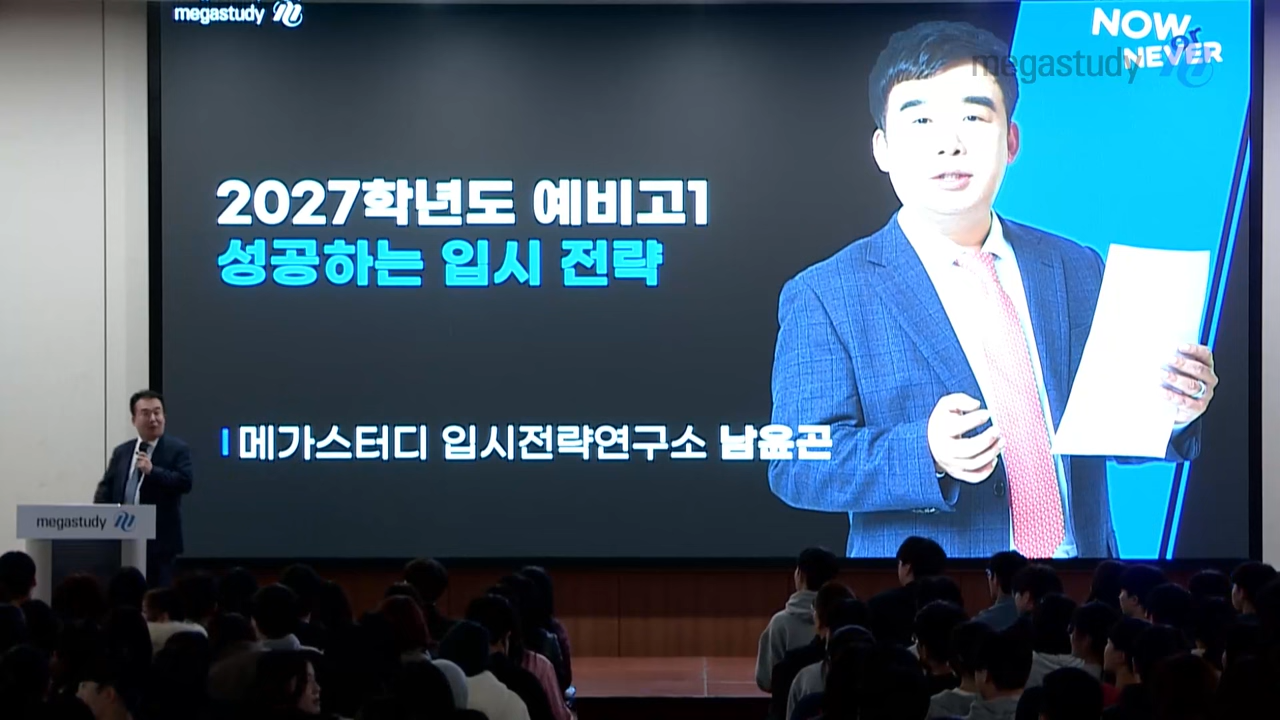 megastudy
NOW
or
NEVER
megastudy
2027학년도 예비고1
성공하는 입시 전략
메가스터디 입시전략연구소 남윤곤
megastudy